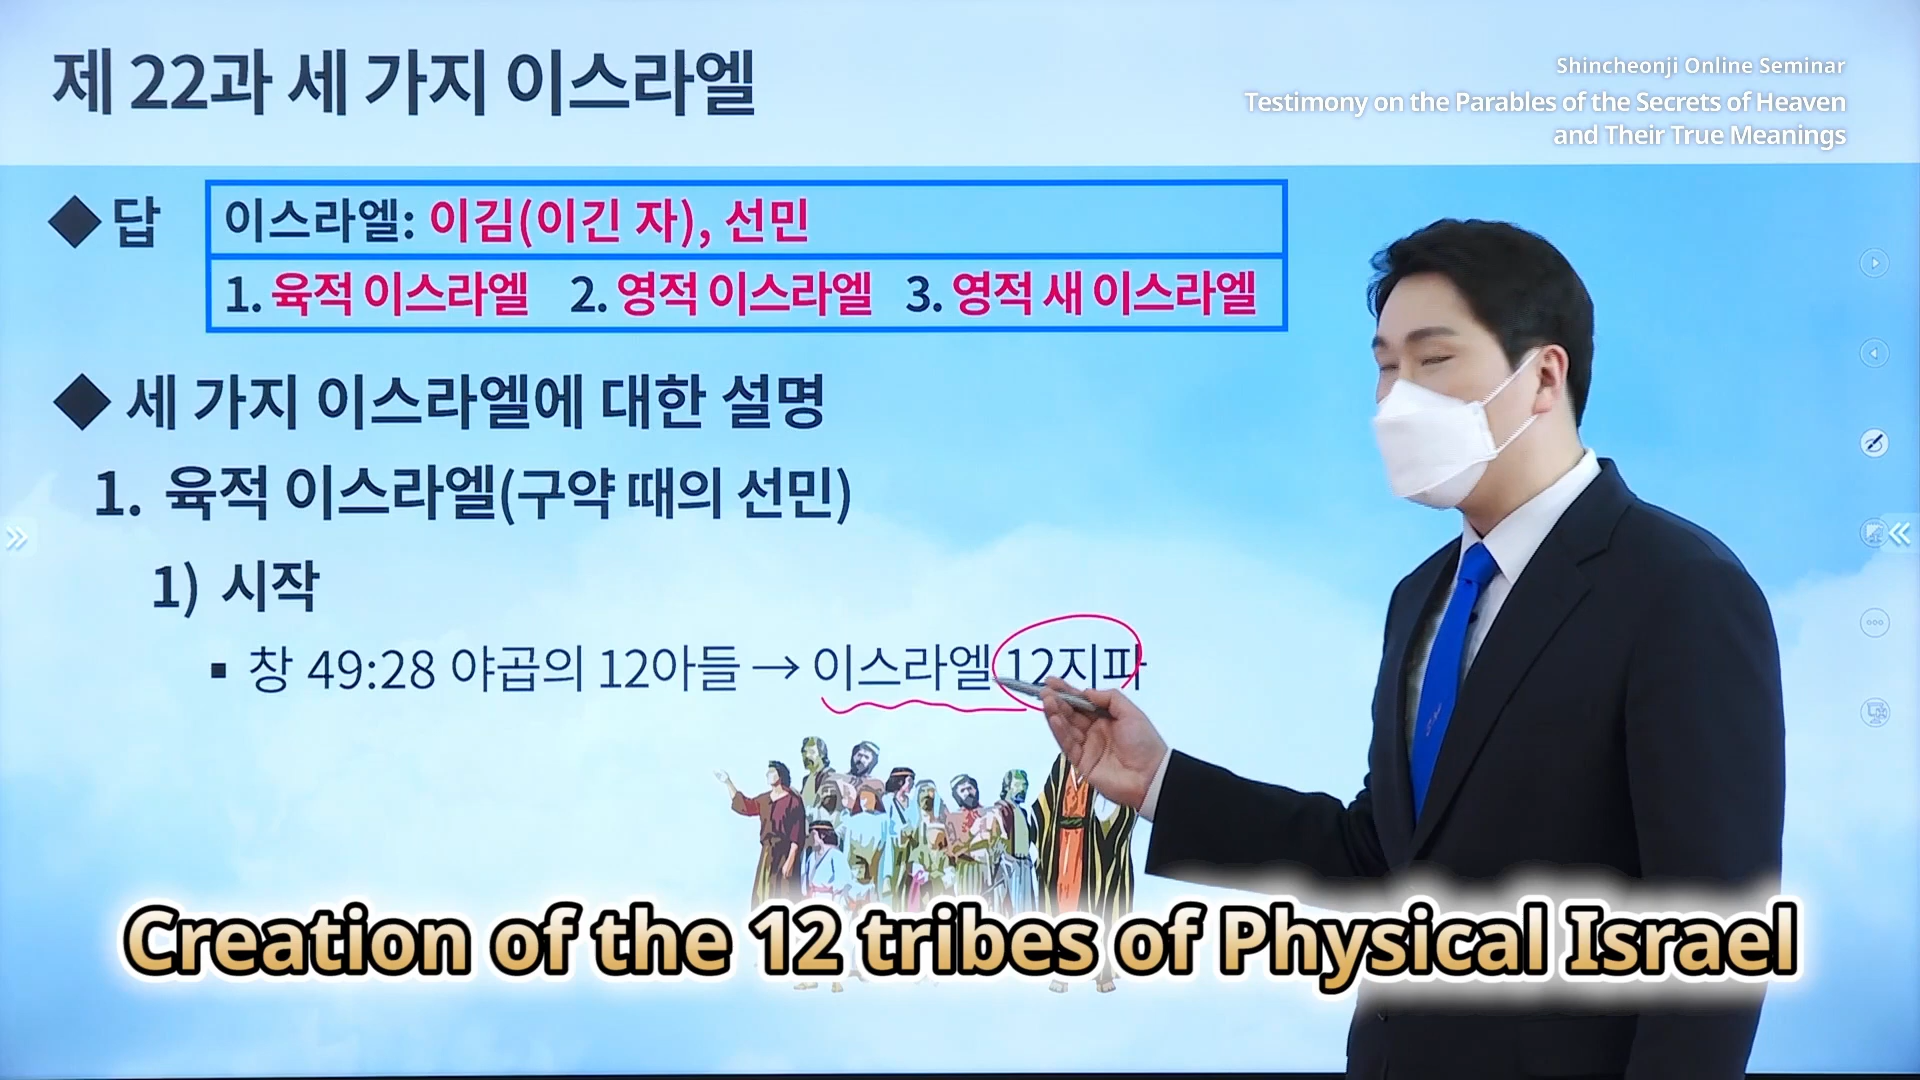 제 22과 세 가지 이스라엘
Shincheonji Online Seminar
Testimony on the Parables of the Secrets of Heaven
and Their True Meanings
◆ 답
이스라엘: 이김(이긴 자), 선민
1. 육적 이스라엘 2. 영적 이스라엘 3. 영적 새 이스라엘
◆ 세 가지 이스라엘에 대한 설명
1. 육적 이스라엘(구약 때의 선민)
1) 시작
▪ 창 49:28 야곱의 12아들 → 이스라엘 12지파
Creation of the 12 tribes of Physical Israel